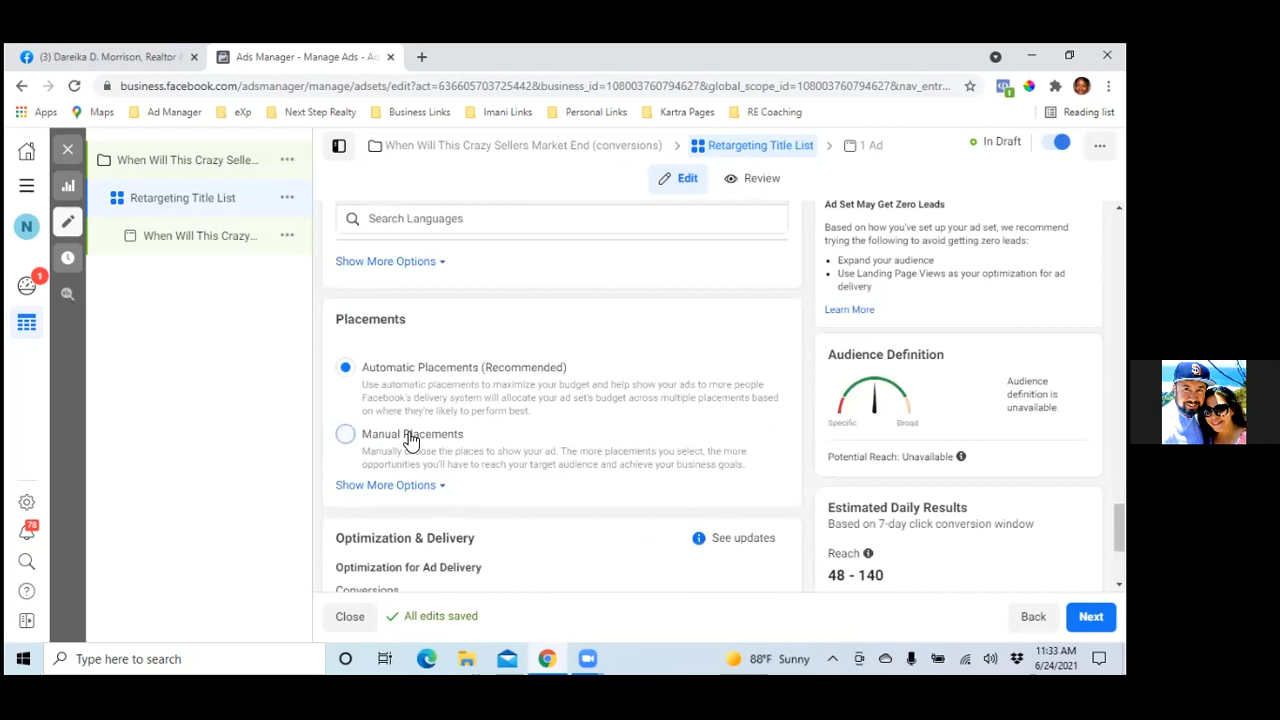 (3) Dareika D. Morrison, Realtor
Ads Manager - Manage Ads - Ad
business.facebook.com/adsmanager/manage/adsets/edit?act=636605703725442&business_id=1080003760794627&global_scope_id=1080003760794627&nav_entr...
1
Apps
Maps
Ad Manager
eXp
Next Step Realty
Business Links
Imani Links
Personal Links
Kartra Pages
RE Coaching
Reading list
When Will This Crazy Selle...
When Will This Crazy Sellers Market End (conversions)
Retargeting Title List
1 Ad
In Draft
Edit
Review
Retargeting Title List
When Will This Crazy...
N
1
78
Search Languages
Show More Options
Placements
Automatic Placements (Recommended)
Use automatic placements to maximize your budget and help show your ads to more people
Facebook's delivery system will allocate your ad set's budget across multiple placements based
on where they're likely to perform best.
Manual Placements
Manually choose the places to show your ad. The more placements you select, the more
opportunities you'll have to reach your target audience and achieve your business goals.
Show More Options
Optimization & Delivery
See updates
Optimization for Ad Delivery
Conversions
Ad Set May Get Zero Leads
Based on how you've set up your ad set, we recommend
trying the following to avoid getting zero leads:
Expand your audience
Use Landing Page Views as your optimization for ad
delivery
Learn More
Audience Definition
Specific
Broad
Audience
definition is
unavailable.
Potential Reach: Unavailable
Estimated Daily Results
Based on 7-day click conversion window
Reach
48 - 140
Close
All edits saved
Back
Next
Type here to search
88°F Sunny
11:33 AM
6/24/2021